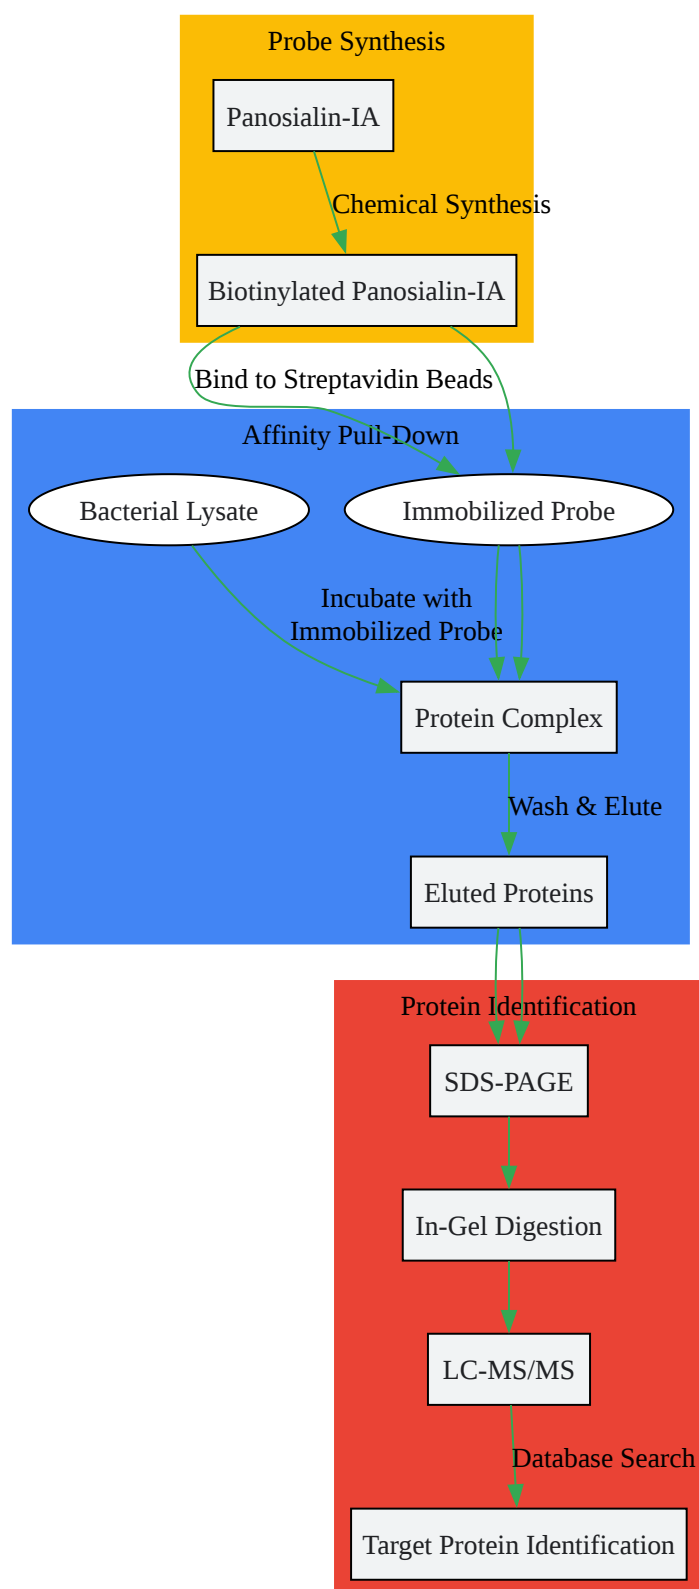 Probe Synthesis
Panosialin-IA
Chemical Synthesis
Biotinylated Panosialin-IA
Bind to Streptavidin Beads
Affinity Pull-Down
Bacterial Lysate
Immobilized Probe
Incubate with
Immobilized Probe
Protein Complex
Wash & Elute
Eluted Proteins
Protein Identification
SDS-PAGE
In-Gel Digestion
LC-MS/MS
Database Search
Target Protein Identification